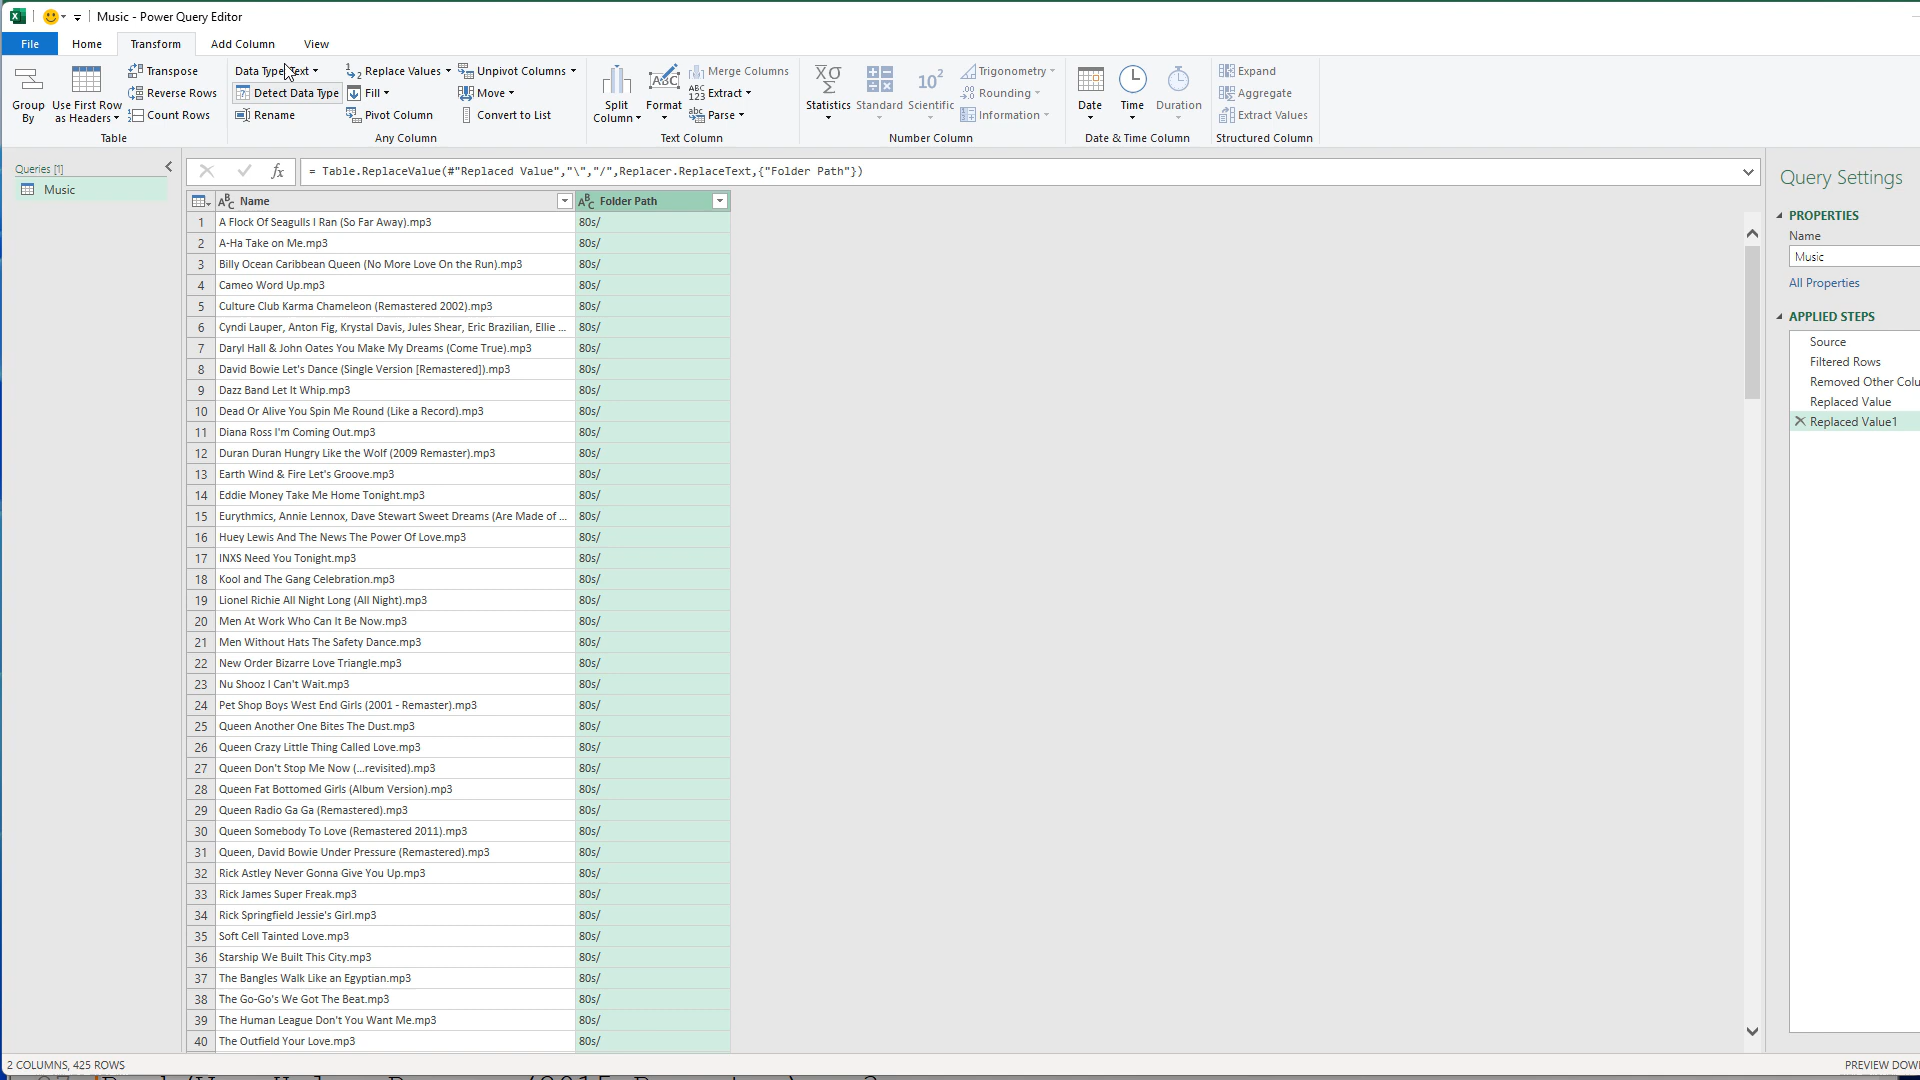 Music - Power Query Editor
File Home Transform Add Column View
Group By
Use First Row as Headers
Transpose
Reverse Rows
Count Rows
Table
Data Type: Text
Detect Data Type
Rename
Replace Values
Fill
Pivot Column
Unpivot Columns
Move
Convert to List
Any Column
Split Column
Format
Merge Columns
Extract
Parse
Text Column
Statistics
Standard
Scientific
Trigonometry
Rounding
Information
Number Column
Date
Time
Duration
Date & Time Column
Expand
Aggregate
Extract Values
Structured Column
Queries [1]
Music
fx
= Table.ReplaceValue(#"Replaced Value","\","/",Replacer.ReplaceText,{"Folder Path"})
Name Folder Path
1 A Flock Of Seagulls I Ran (So Far Away).mp3 80s/
2 A-Ha Take on Me.mp3 80s/
3 Billy Ocean Caribbean Queen (No More Love On the Run).mp3 80s/
4 Cameo Word Up.mp3 80s/
5 Culture Club Karma Chameleon (Remastered 2002).mp3 80s/
6 Cyndi Lauper, Anton Fig, Krystal Davis, Jules Shear, Eric Brazilian, Ellie ... 80s/
7 Daryl Hall & John Oates You Make My Dreams (Come True).mp3 80s/
8 David Bowie Let's Dance (Single Version [Remastered]).mp3 80s/
9 Dazz Band Let It Whip.mp3 80s/
10 Dead Or Alive You Spin Me Round (Like a Record).mp3 80s/
11 Diana Ross I'm Coming Out.mp3 80s/
12 Duran Duran Hungry Like the Wolf (2009 Remaster).mp3 80s/
13 Earth Wind & Fire Let's Groove.mp3 80s/
14 Eddie Money Take Me Home Tonight.mp3 80s/
15 Eurythmics, Annie Lennox, Dave Stewart Sweet Dreams (Are Made of ... 80s/
16 Huey Lewis And The News The Power Of Love.mp3 80s/
17 INXS Need You Tonight.mp3 80s/
18 Kool and The Gang Celebration.mp3 80s/
19 Lionel Richie All Night Long (All Night).mp3 80s/
20 Men At Work Who Can It Be Now.mp3 80s/
21 Men Without Hats The Safety Dance.mp3 80s/
22 New Order Bizarre Love Triangle.mp3 80s/
23 Nu Shooz I Can't Wait.mp3 80s/
24 Pet Shop Boys West End Girls (2001 - Remaster).mp3 80s/
25 Queen Another One Bites The Dust.mp3 80s/
26 Queen Crazy Little Thing Called Love.mp3 80s/
27 Queen Don't Stop Me Now (...revisited).mp3 80s/
28 Queen Fat Bottomed Girls (Album Version).mp3 80s/
29 Queen Radio Ga Ga (Remastered).mp3 80s/
30 Queen Somebody To Love (Remastered 2011).mp3 80s/
31 Queen, David Bowie Under Pressure (Remastered).mp3 80s/
32 Rick Astley Never Gonna Give You Up.mp3 80s/
33 Rick James Super Freak.mp3 80s/
34 Rick Springfield Jessie's Girl.mp3 80s/
35 Soft Cell Tainted Love.mp3 80s/
36 Starship We Built This City.mp3 80s/
37 The Bangles Walk Like an Egyptian.mp3 80s/
38 The Go-Go's We Got The Beat.mp3 80s/
39 The Human League Don't You Want Me.mp3 80s/
40 The Outfield Your Love.mp3 80s/
Query Settings
PROPERTIES
Name
Music
All Properties
APPLIED STEPS
Source
Filtered Rows
Removed Other Colu
Replaced Value
Replaced Value1
2 COLUMNS, 425 ROWS
PREVIEW DOW